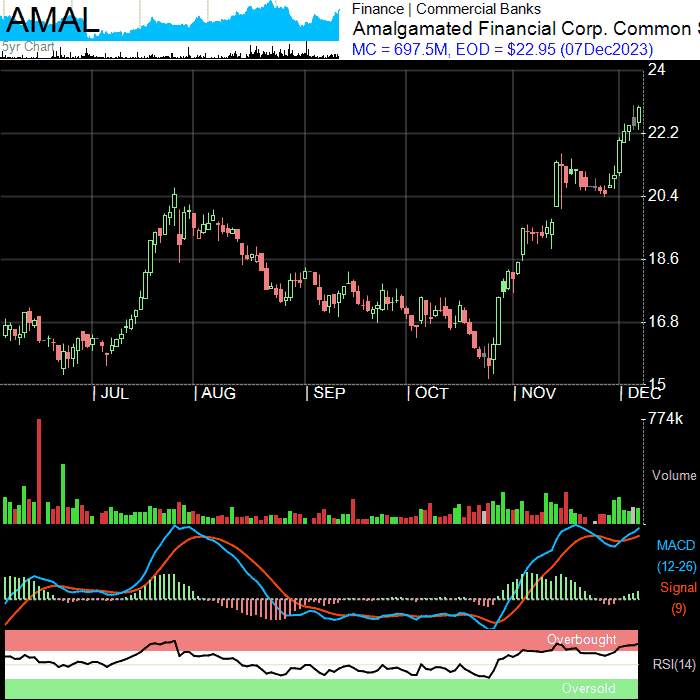 AMAL
5yr Chart
Finance | Commercial Banks
Amalgamated Financial Corp. Common S
MC = 697.5M, EOD = $22.95 (07Dec2023)
24
22.2
20.4
18.6
16.8
15
| JUL | AUG | SEP | OCT | NOV | DEC
774k
Volume
MACD
(12-26)
Signal
(9)
Overbought
RSI(14)
Oversold